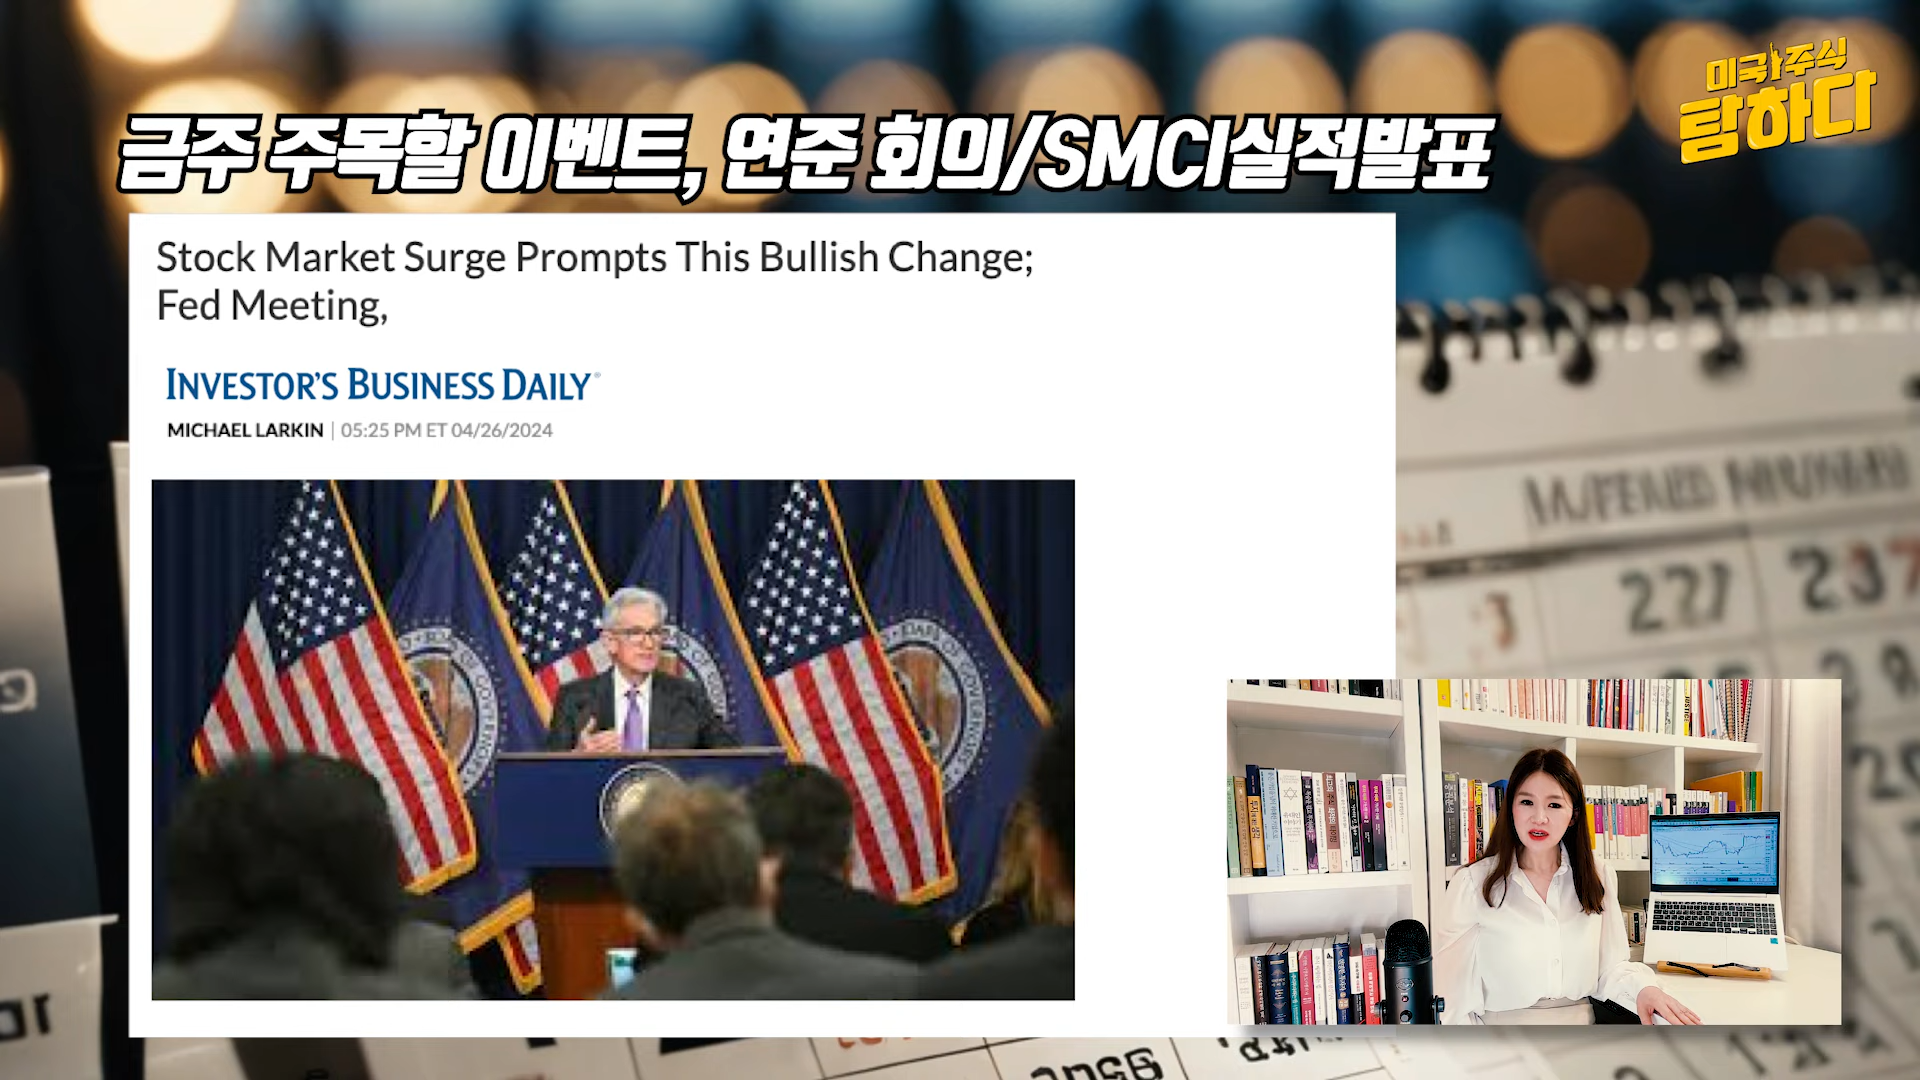 금주 주목할 이벤트, 연준 회의/SMCI실적발표
미국주식
탐하다
Stock Market Surge Prompts This Bullish Change;
Fed Meeting,
INVESTOR'S BUSINESS DAILY
MICHAEL LARKIN | 05:25 PM ET 04/26/2024